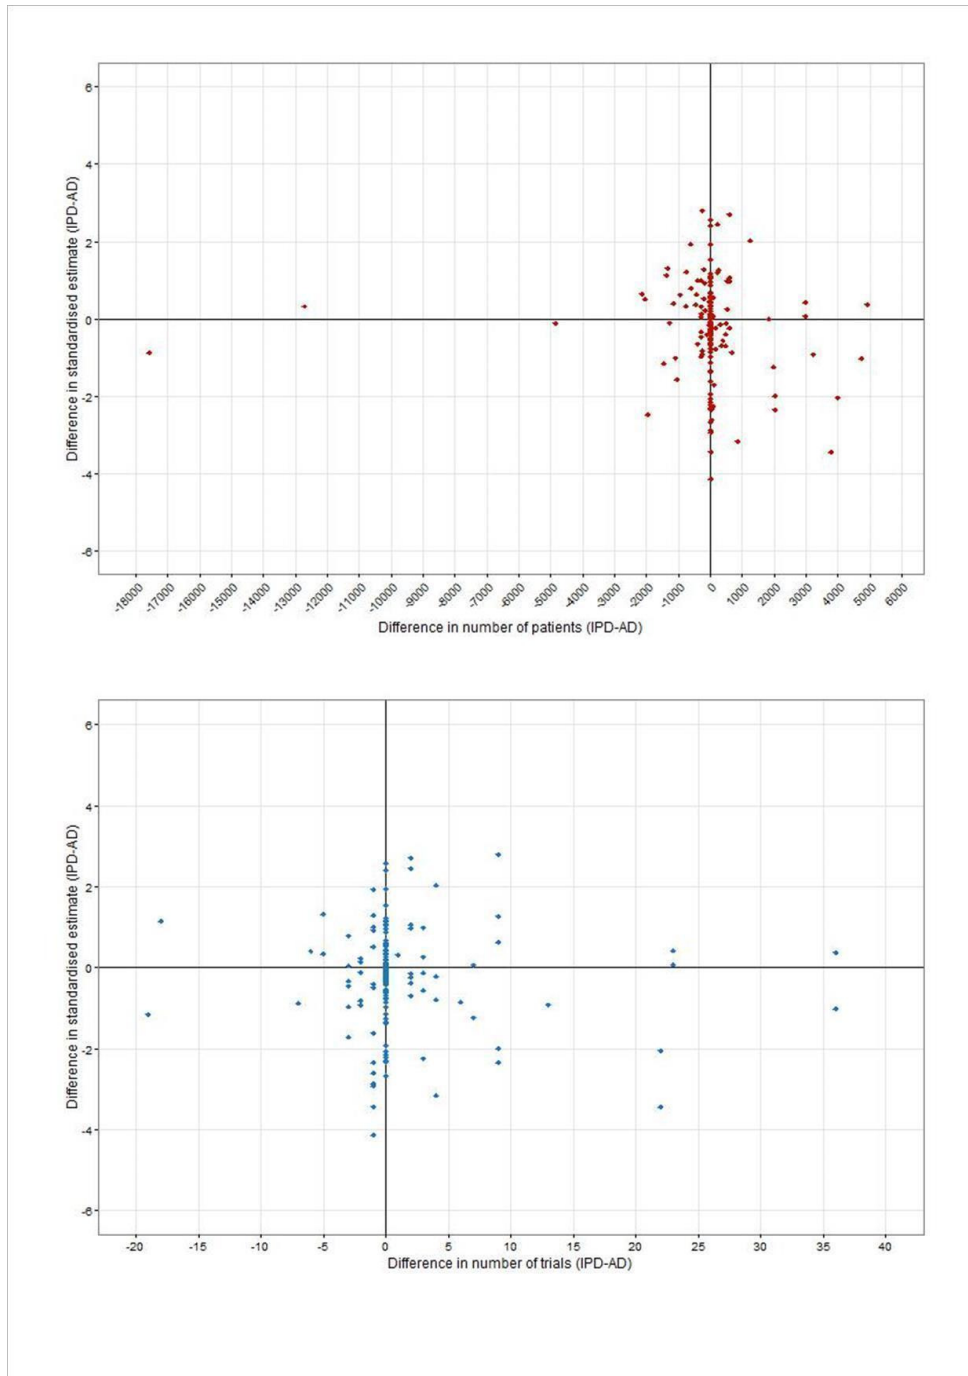 6
4
2
0
-2
-4
-6
Difference in standardised estimate (IPD-AD)
-18000 -17000 -16000 -15000 -14000 -13000 -12000 -11000 -10000 -9000 -8000 -7000 -6000 -5000 -4000 -3000 -2000 -1000 0 1000 2000 3000 4000 5000 6000
Difference in number of patients (IPD-AD)
6
4
2
0
-2
-4
-6
Difference in standardised estimate (IPD-AD)
-20 -15 -10 -5 0 5 10 15 20 25 30 35 40
Difference in number of trials (IPD-AD)